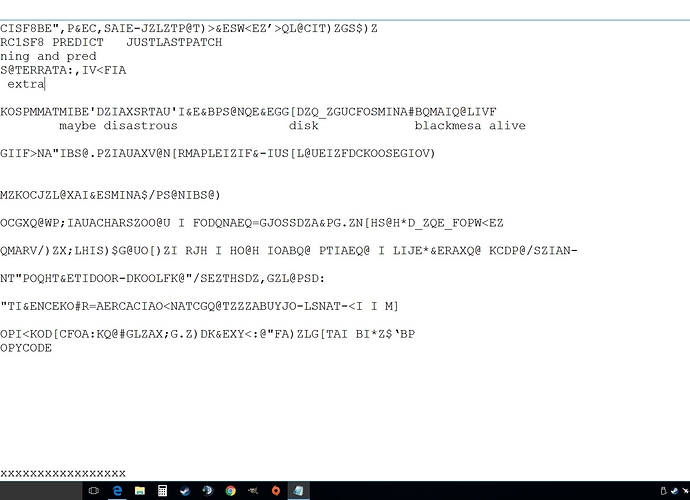 CISF8BE",P&EC,SAIE-JZLZTP@T)>&ESW<EZ'>QL@CIT)ZGS$)Z
RC1SF8 PREDICT   JUSTLASTPATCH
ning and pred
S@TERRATA:,IV<FIA
extra
KOSPMMATMIBE'DZIAXSRTAU'I&E&BPS@NQE&EGG[DZQ_ZGUCFOSMINA#BQMAIQ@LIVF
maybe disastrous disk blackmesa alive
GIIF>NA"IBS@.PZIAUAXV@N[RMAPLEIZIF&-IUS[L@UEIZFDCKOOSEGIOV)
MZKOCJZL@XAI&ESMINA$/PS@NIBS@)
OCGXQ@WP;IAUACHARSZOO@U I FODQNAEQ=GJOSSDZA&PG.ZN[HS@H*D_ZQE_FOPW<EZ
QMARV/)ZX;LHIS)$G@UO[)ZI RJH I HO@H IOABQ@ PTIAEQ@ I LIJE*&ERAXQ@ KCDP@/SZIAN-
NT"POQHT&ETIDOOR-DKOOLFK@"/SEZTHSDZ,GZL@PSD:
"TI&ENCEKO#R=AERCACIAO<NATCGQ@TZZZABUYJO-LSNAT-<I I M]
OPI<KOD[CFOA:KQ@#GLZAX;G.Z)DK&EXY<:@"FA)ZLG[TAI BI*Z$‘BP
OPYCODE
xxxxxxxxxxxxxxxxx